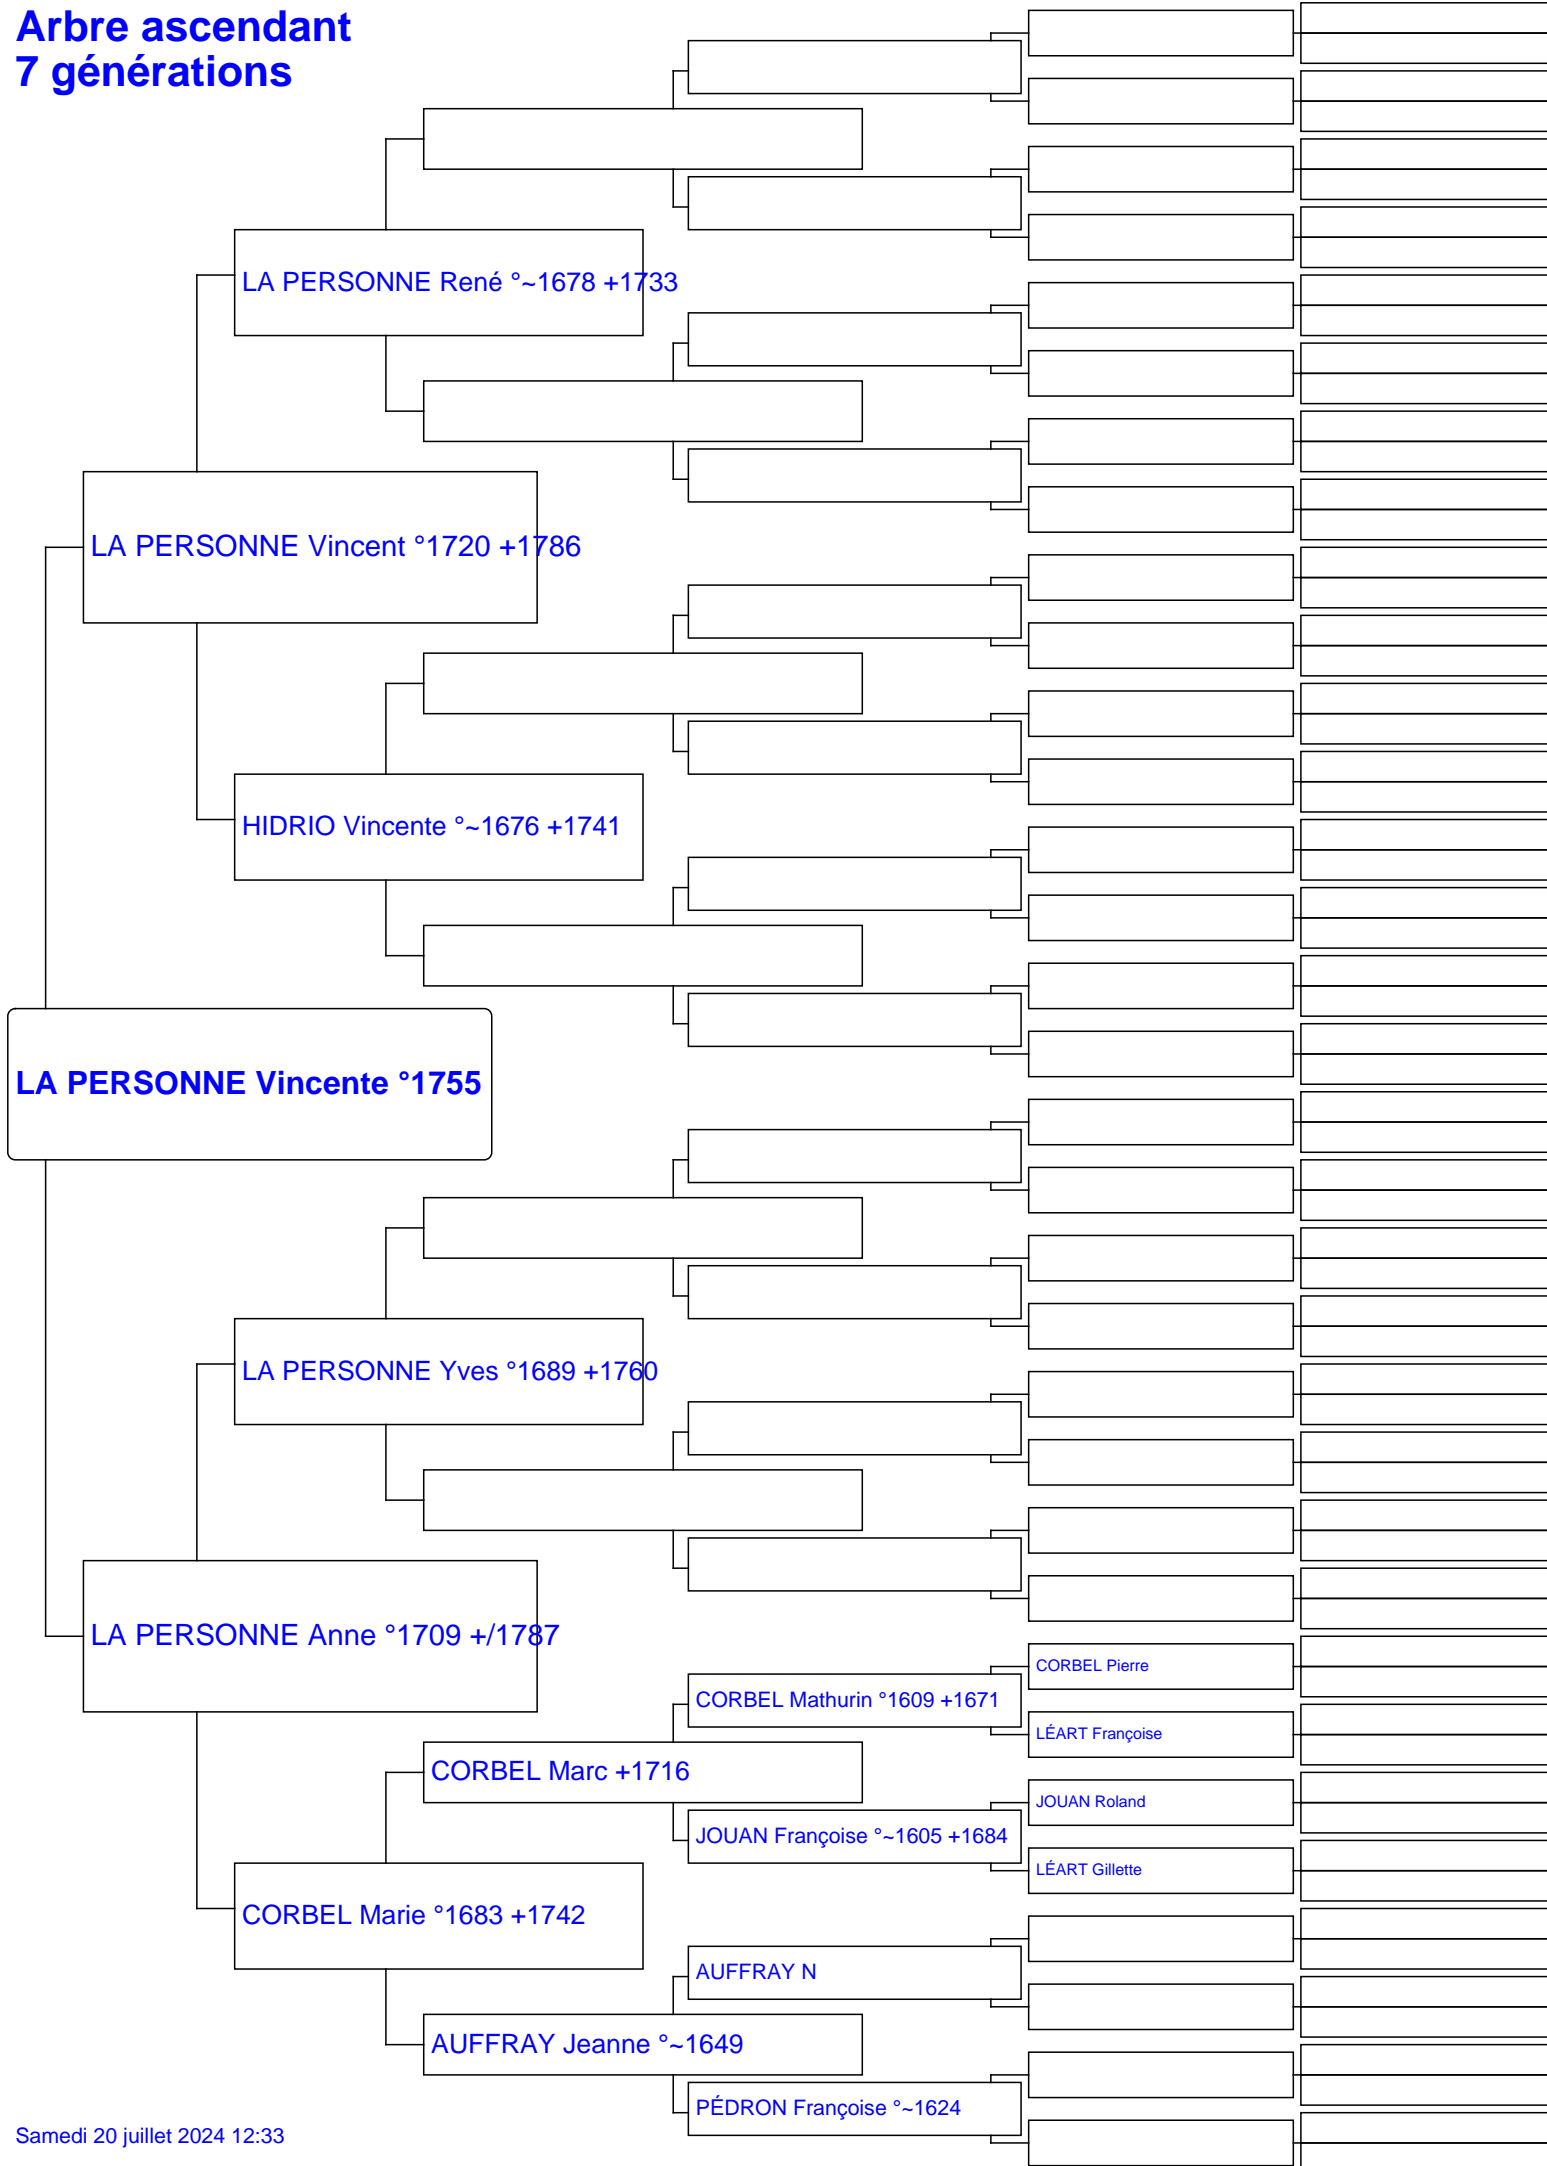 Arbre ascendant
7 générations
LA PERSONNE René °~1678 +1733
LA PERSONNE Vincent °1720 +1786
HIDRIO Vincente °~1676 +1741
LA PERSONNE Vincente °1755
LA PERSONNE Yves °1689 +1760
LA PERSONNE Anne °1709 +/1787
CORBEL Pierre
CORBEL Mathurin °1609 +1671
LÉART Françoise
CORBEL Marc +1716
JOUAN Roland
JOUAN Françoise °~1605 +1684
LÉART Gillette
CORBEL Marie °1683 +1742
AUFFRAY N
AUFFRAY Jeanne °~1649
PÉDRON Françoise °~1624
Samedi 20 juillet 2024 12:33